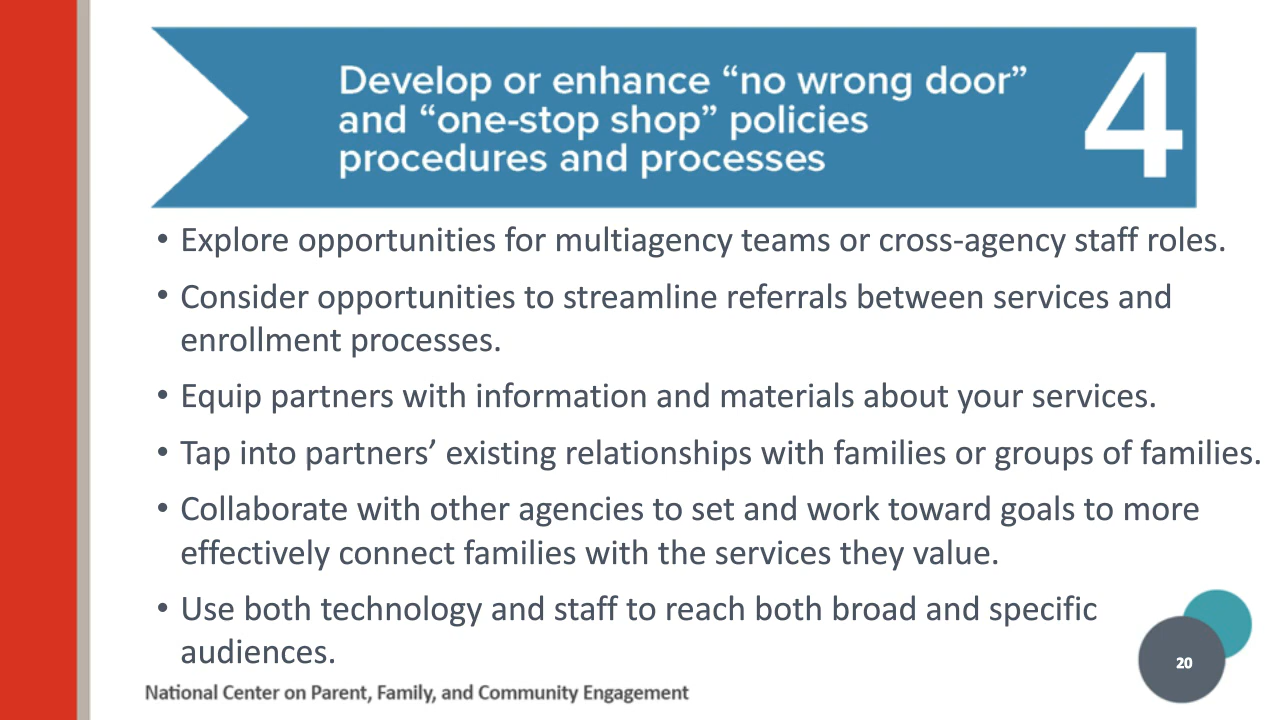 Develop or enhance “no wrong door”
and “one-stop shop” policies
procedures and processes
4
• Explore opportunities for multiagency teams or cross-agency staff roles.
• Consider opportunities to streamline referrals between services and
enrollment processes.
• Equip partners with information and materials about your services.
• Tap into partners’ existing relationships with families or groups of families.
• Collaborate with other agencies to set and work toward goals to more
effectively connect families with the services they value.
• Use both technology and staff to reach both broad and specific
audiences.
20
National Center on Parent, Family, and Community Engagement